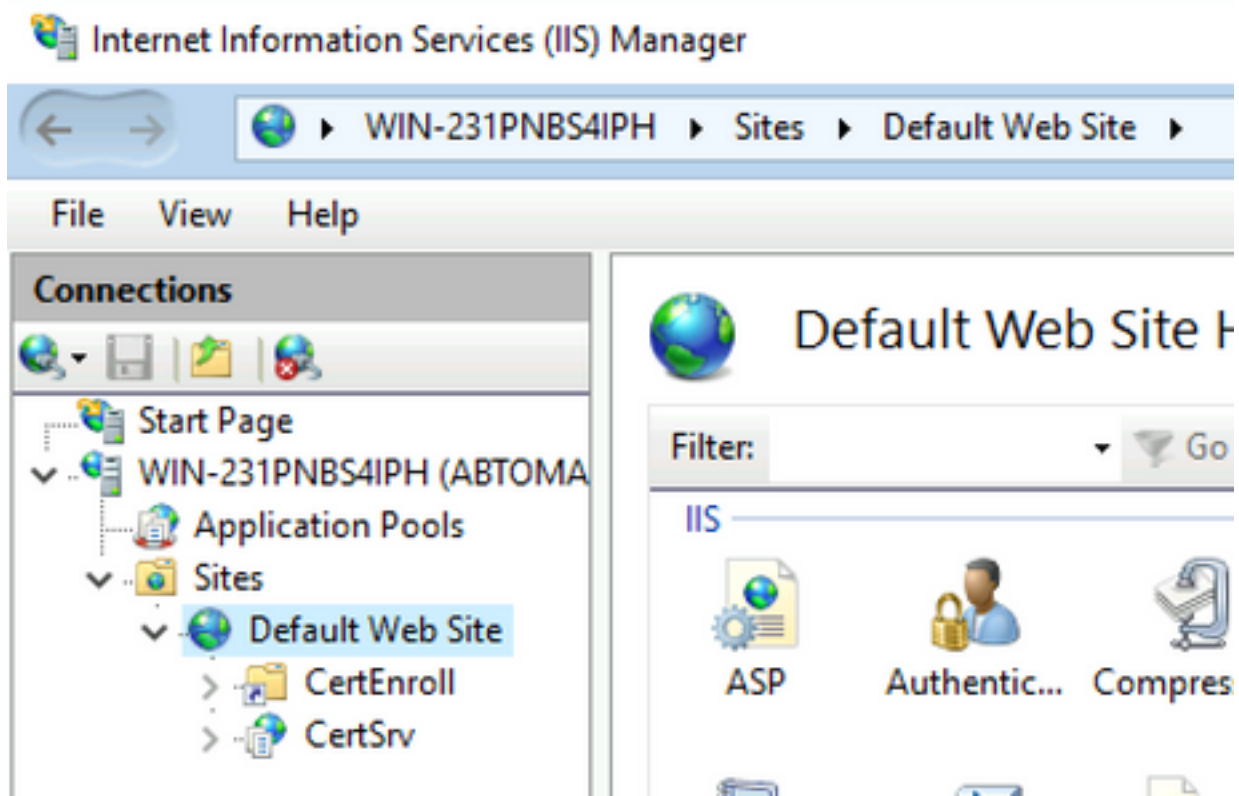 Internet Information Services (IIS) Manager
WIN-231PNBS4IPH Sites Default Web Site
File View Help
Connections
Start Page
WIN-231PNBS4IPH (ABTOMA
Application Pools
Sites
Default Web Site
CertEnroll
CertSrv
Default Web Site H
Filter: Go
IIS
ASP Authentic... Compres